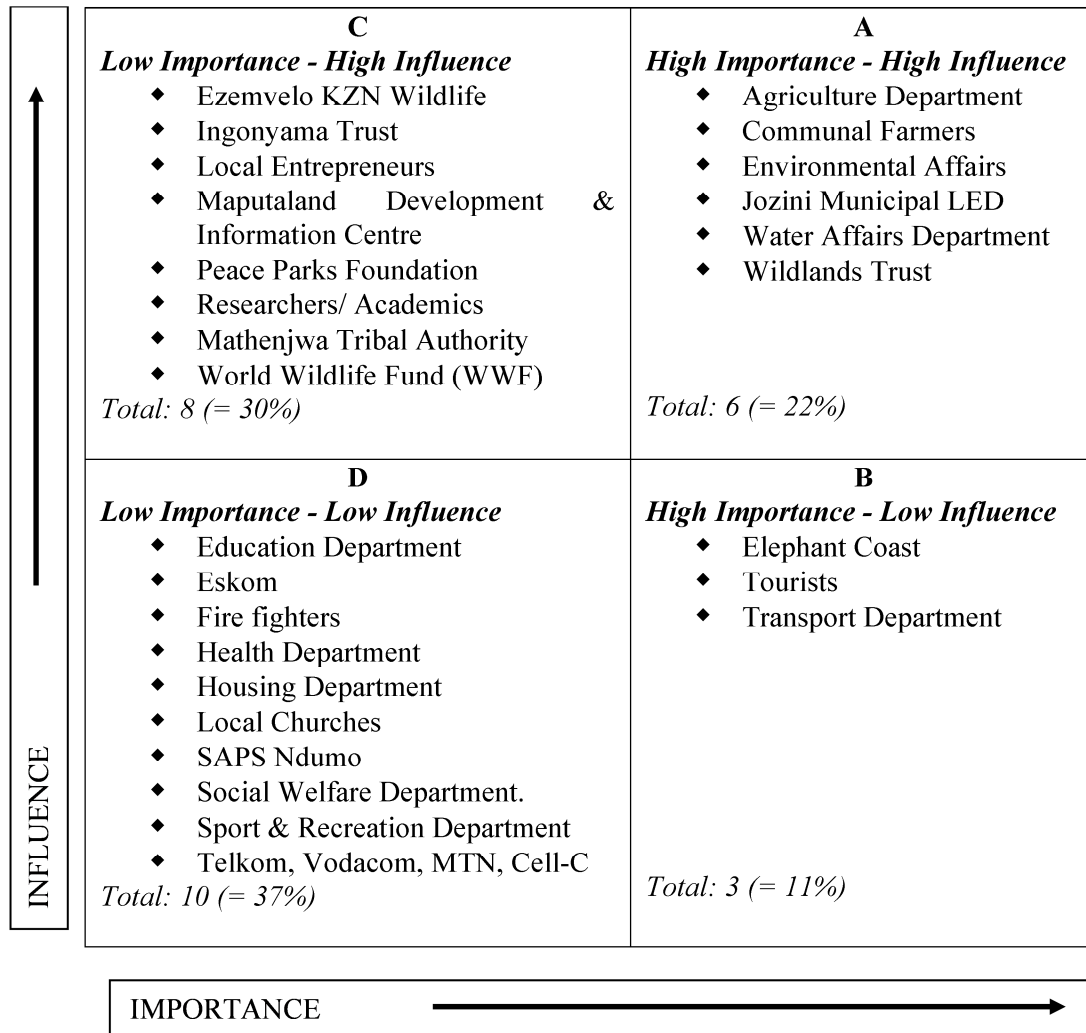 C
Low Importance - High Influence
◆ Ezemvelo KZN Wildlife
◆ Ingonyama Trust
◆ Local Entrepreneurs
◆ Maputaland Development &
Information Centre
◆ Peace Parks Foundation
◆ Researchers/ Academics
◆ Mathenjwa Tribal Authority
◆ World Wildlife Fund (WWF)
Total: 8 (= 30%)
A
High Importance - High Influence
◆ Agriculture Department
◆ Communal Farmers
◆ Environmental Affairs
◆ Jozini Municipal LED
◆ Water Affairs Department
◆ Wildlands Trust
Total: 6 (= 22%)
D
Low Importance - Low Influence
◆ Education Department
◆ Eskom
◆ Fire fighters
◆ Health Department
◆ Housing Department
◆ Local Churches
◆ SAPS Ndumo
◆ Social Welfare Department.
◆ Sport & Recreation Department
◆ Telkom, Vodacom, MTN, Cell-C
Total: 10 (= 37%)
B
High Importance - Low Influence
◆ Elephant Coast
◆ Tourists
◆ Transport Department
Total: 3 (= 11%)
INFLUENCE
IMPORTANCE